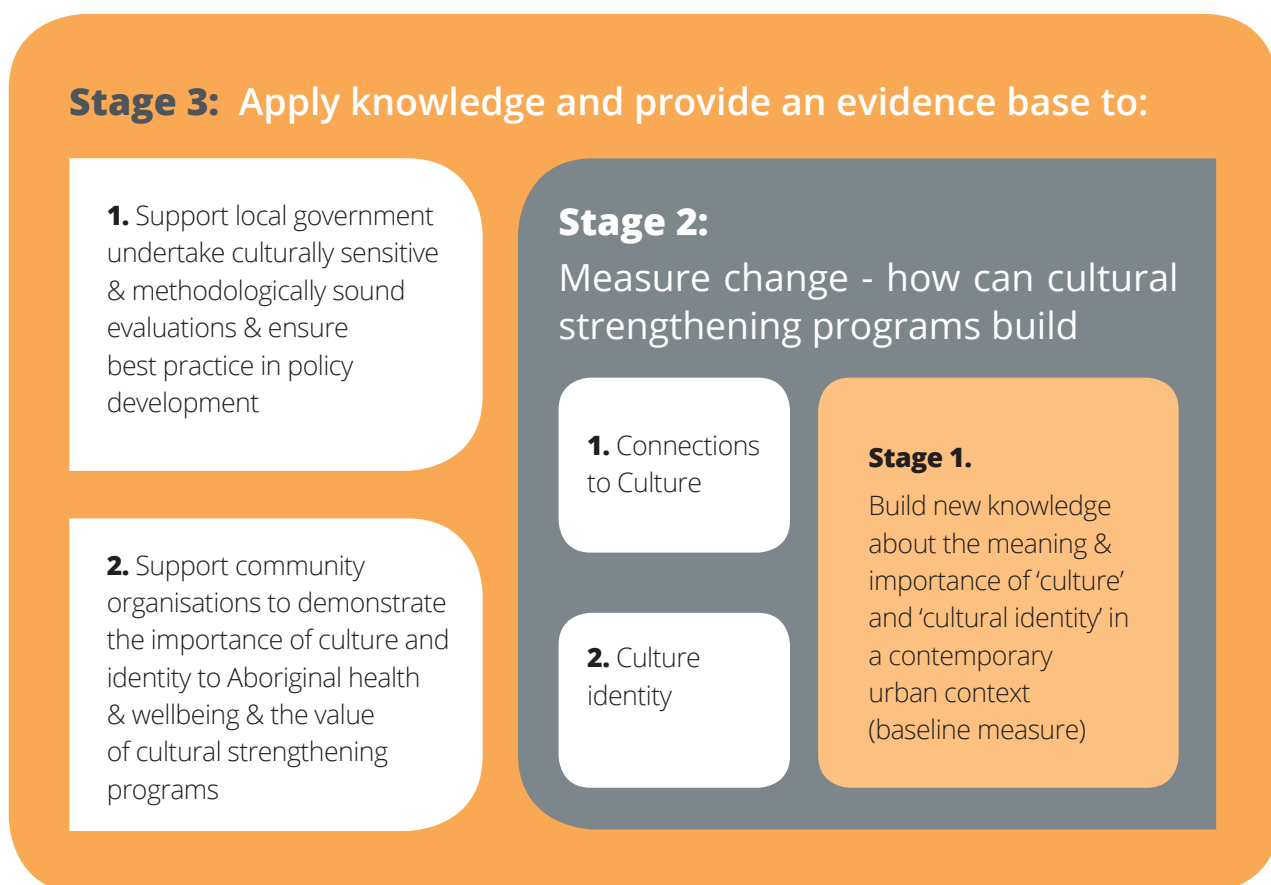 Stage 3: Apply knowledge and provide an evidence base to:
1. Support local government
undertake culturally sensitive
& methodologically sound
evaluations & ensure
best practice in policy
development
2. Support community
organisations to demonstrate
the importance of culture and
identity to Aboriginal health
& wellbeing & the value
of cultural strengthening
programs
Stage 2:
Measure change - how can cultural
strengthening programs build
1. Connections
to Culture
2. Culture
identity
Stage 1.
Build new knowledge
about the meaning &
importance of ‘culture’
and ‘cultural identity’ in
a contemporary
urban context
(baseline measure)